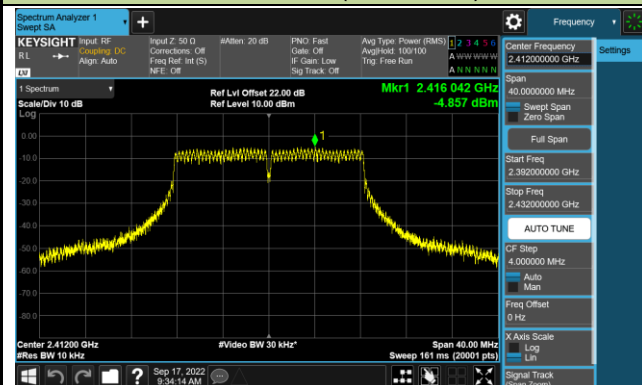 Spectrum Analyzer 1
Swept SA
Frequency
KEYSIGHT
Input: RF
Coupling: DC
Align: Auto
Input Z: 50 Ω
Corrections: Off
Freq Ref: Int (S)
NFE: Off
#Atten: 20 dB
PNO: Fast
Gate: Off
IF Gain: Low
Sig Track: Off
Avg Type: Power (RMS)
Avg|Hold: 100/100
Trig: Free Run
1 2 3 4 5 6
A W W W W W
A N N N N N
RL
LXI
1 Spectrum
Scale/Div 10 dB
Log
Ref Lvl Offset 22.00 dB
Ref Level 10.00 dBm
Mkr1 2.416 042 GHz
-4.857 dBm
1
0.00
-10.0
-20.0
-30.0
-40.0
-50.0
-60.0
-70.0
-80.0
Center 2.41200 GHz
#Res BW 10 kHz
#Video BW 30 kHz*
Span 40.00 MHz
Sweep 161 ms (20001 pts)
Sep 17, 2022
9:34:14 AM
Center Frequency
2.412000000 GHz
Settings
Span
40.0000000 MHz
Swept Span
Zero Span
Full Span
Start Freq
2.392000000 GHz
Stop Freq
2.432000000 GHz
AUTO TUNE
CF Step
4.000000 MHz
Auto
Man
Freq Offset
0 Hz
X Axis Scale
Log
Lin
Signal Track
(Span Zoom)